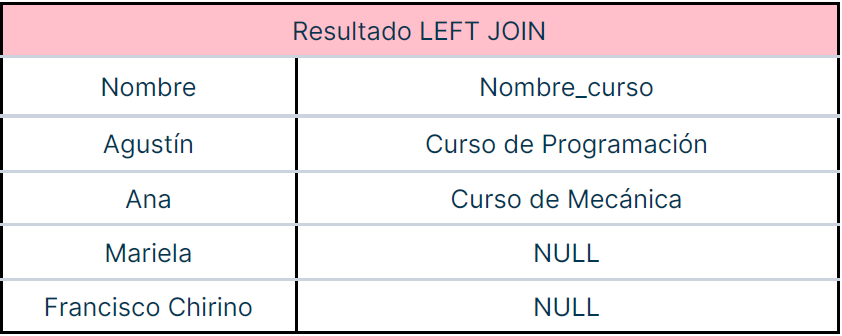 Resultado LEFT JOIN
Nombre Nombre_curso
Agustín Curso de Programación
Ana Curso de Mecánica
Mariela NULL
Francisco Chirino NULL